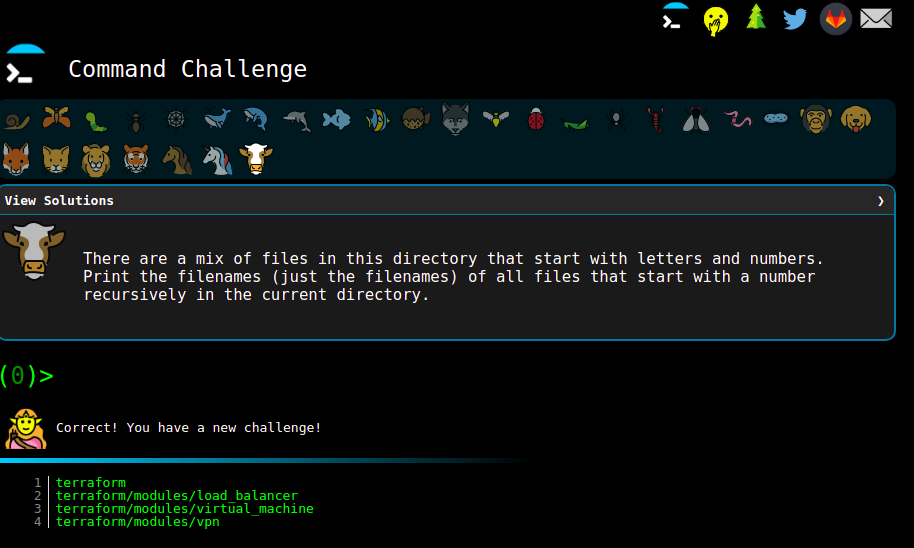 Command Challenge
View Solutions
There are a mix of files in this directory that start with letters and numbers.
Print the filenames (just the filenames) of all files that start with a number
recursively in the current directory.
(0)>
Correct! You have a new challenge!
1 terraform
2 terraform/modules/load_balancer
3 terraform/modules/virtual_machine
4 terraform/modules/vpn